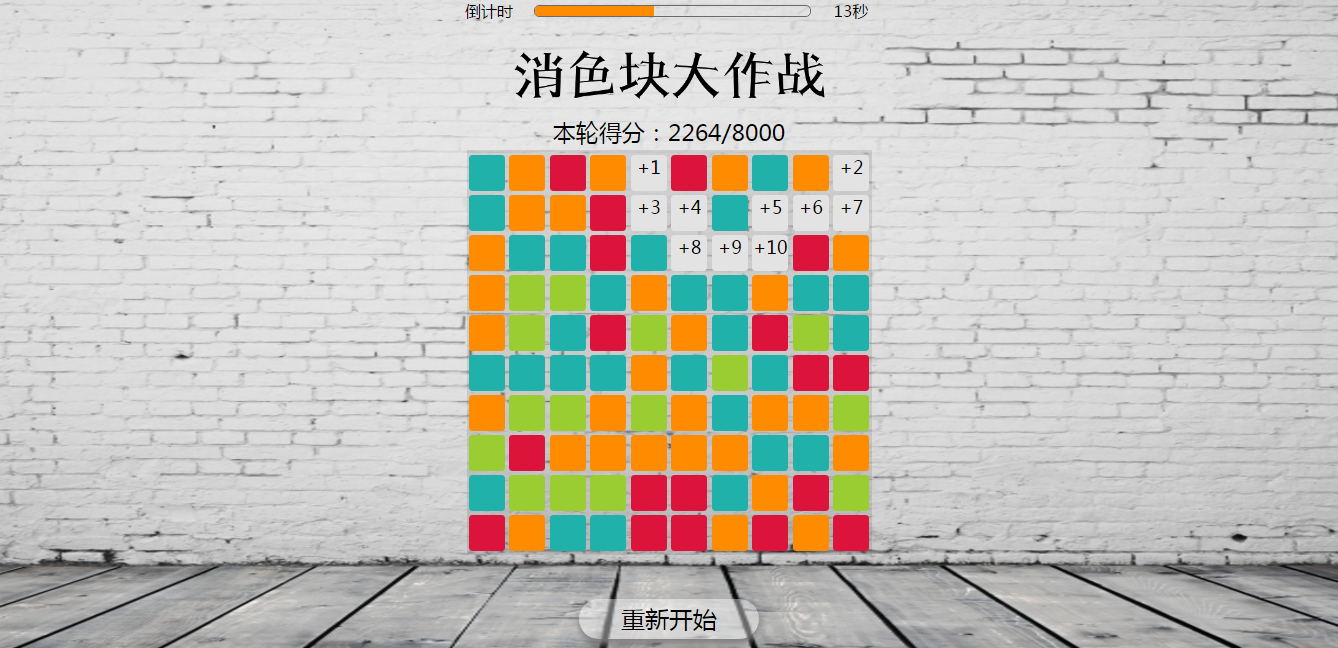 倒计时 13秒
消色块大作战
本轮得分：2264/8000
+1 +2
+3 +4 +5 +6 +7
+8 +9 +10
重新开始